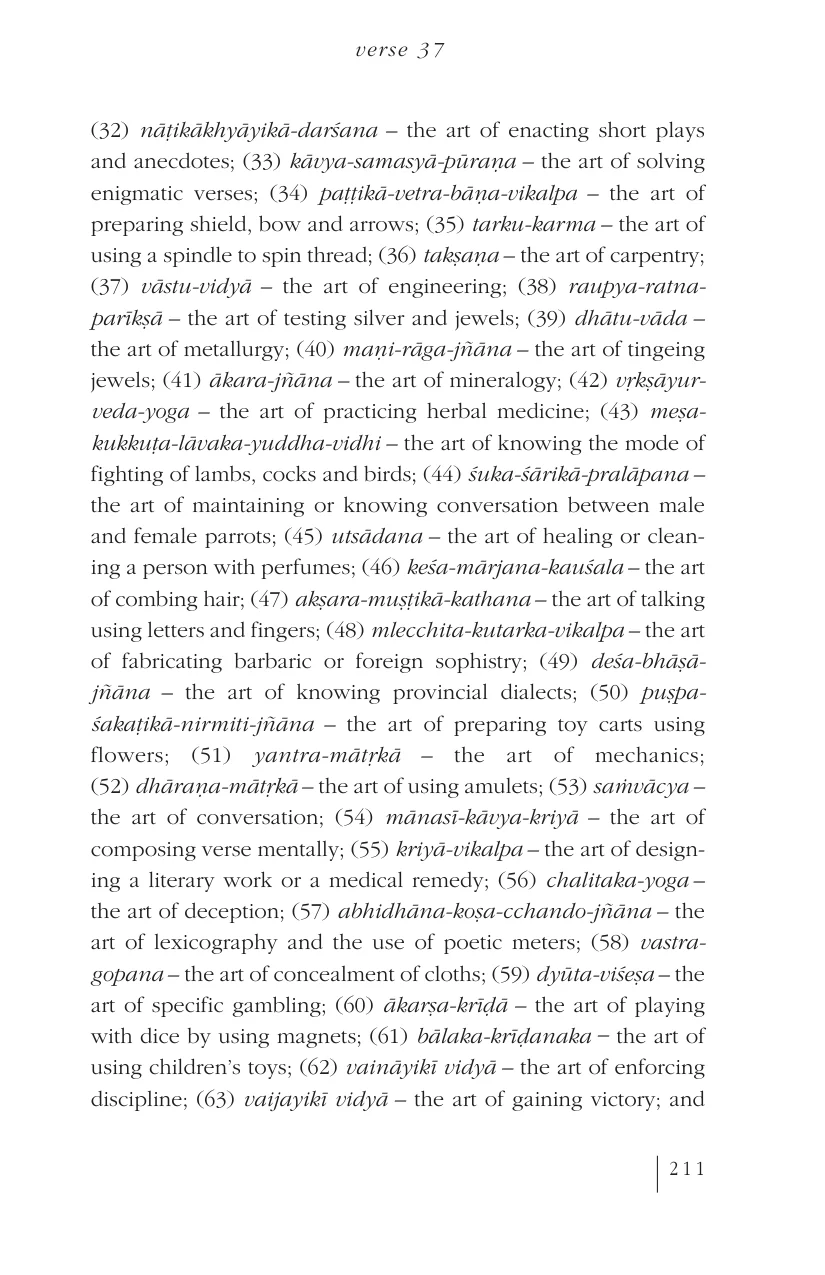 verse 37
(32) nāṭikākhyāyikā-darśana – the art of enacting short plays
and anecdotes; (33) kāvya-samasyā-pūraṇa – the art of solving
enigmatic verses; (34) paṭṭikā-vetra-bāṇa-vikalpa – the art of
preparing shield, bow and arrows; (35) tarku-karma – the art of
using a spindle to spin thread; (36) takṣaṇa – the art of carpentry;
(37) vāstu-vidyā – the art of engineering; (38) raupya-ratna-
parīkṣā – the art of testing silver and jewels; (39) dhātu-vāda –
the art of metallurgy; (40) maṇi-rāga-jñāna – the art of tingeing
jewels; (41) ākara-jñāna – the art of mineralogy; (42) vṛkṣāyur-
veda-yoga – the art of practicing herbal medicine; (43) meṣa-
kukkuṭa-lāvaka-yuddha-vidhi – the art of knowing the mode of
fighting of lambs, cocks and birds; (44) śuka-śārikā-pralāpana –
the art of maintaining or knowing conversation between male
and female parrots; (45) utsādana – the art of healing or clean-
ing a person with perfumes; (46) keśa-mārjana-kauśala – the art
of combing hair; (47) akṣara-muṣṭikā-kathana – the art of talking
using letters and fingers; (48) mlecchita-kutarka-vikalpa – the art
of fabricating barbaric or foreign sophistry; (49) deśa-bhāṣā-
jñāna – the art of knowing provincial dialects; (50) puṣpa-
śakaṭikā-nirmiti-jñāna – the art of preparing toy carts using
flowers; (51) yantra-mātṛkā – the art of mechanics;
(52) dhāraṇa-mātṛkā – the art of using amulets; (53) saṁvācya –
the art of conversation; (54) mānasī-kāvya-kriyā – the art of
composing verse mentally; (55) kriyā-vikalpa – the art of design-
ing a literary work or a medical remedy; (56) chalitaka-yoga –
the art of deception; (57) abhidhāna-koṣa-cchando-jñāna – the
art of lexicography and the use of poetic meters; (58) vastra-
gopana – the art of concealment of cloths; (59) dyūta-viśeṣa – the
art of specific gambling; (60) ākarṣa-krīḍā – the art of playing
with dice by using magnets; (61) bālaka-krīḍanaka – the art of
using children’s toys; (62) vaināyikī vidyā – the art of enforcing
discipline; (63) vaijayikī vidyā – the art of gaining victory; and
211